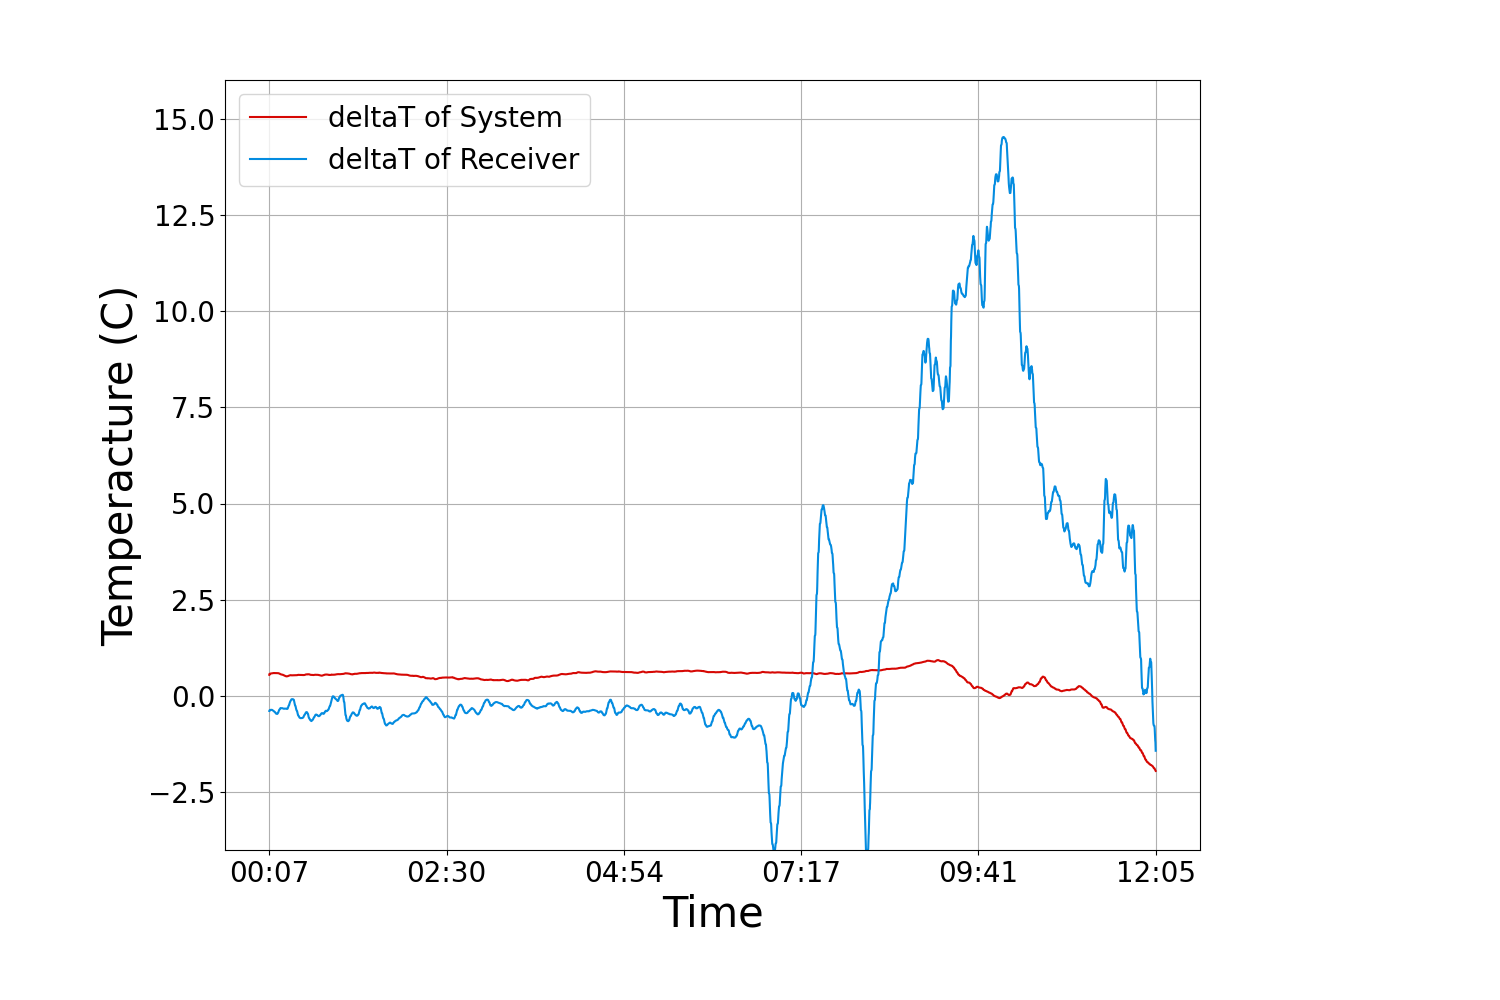 deltaT of System
deltaT of Receiver
15.0
12.5
10.0
7.5
5.0
2.5
0.0
−2.5
Temperacture (C)
00:07 02:30 04:54 07:17 09:41 12:05
Time